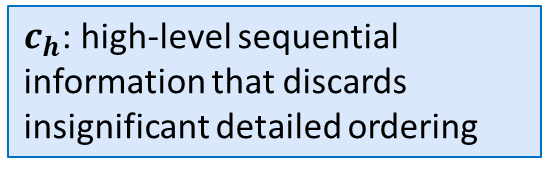 c_h: high-level sequential
information that discards
insignificant detailed ordering